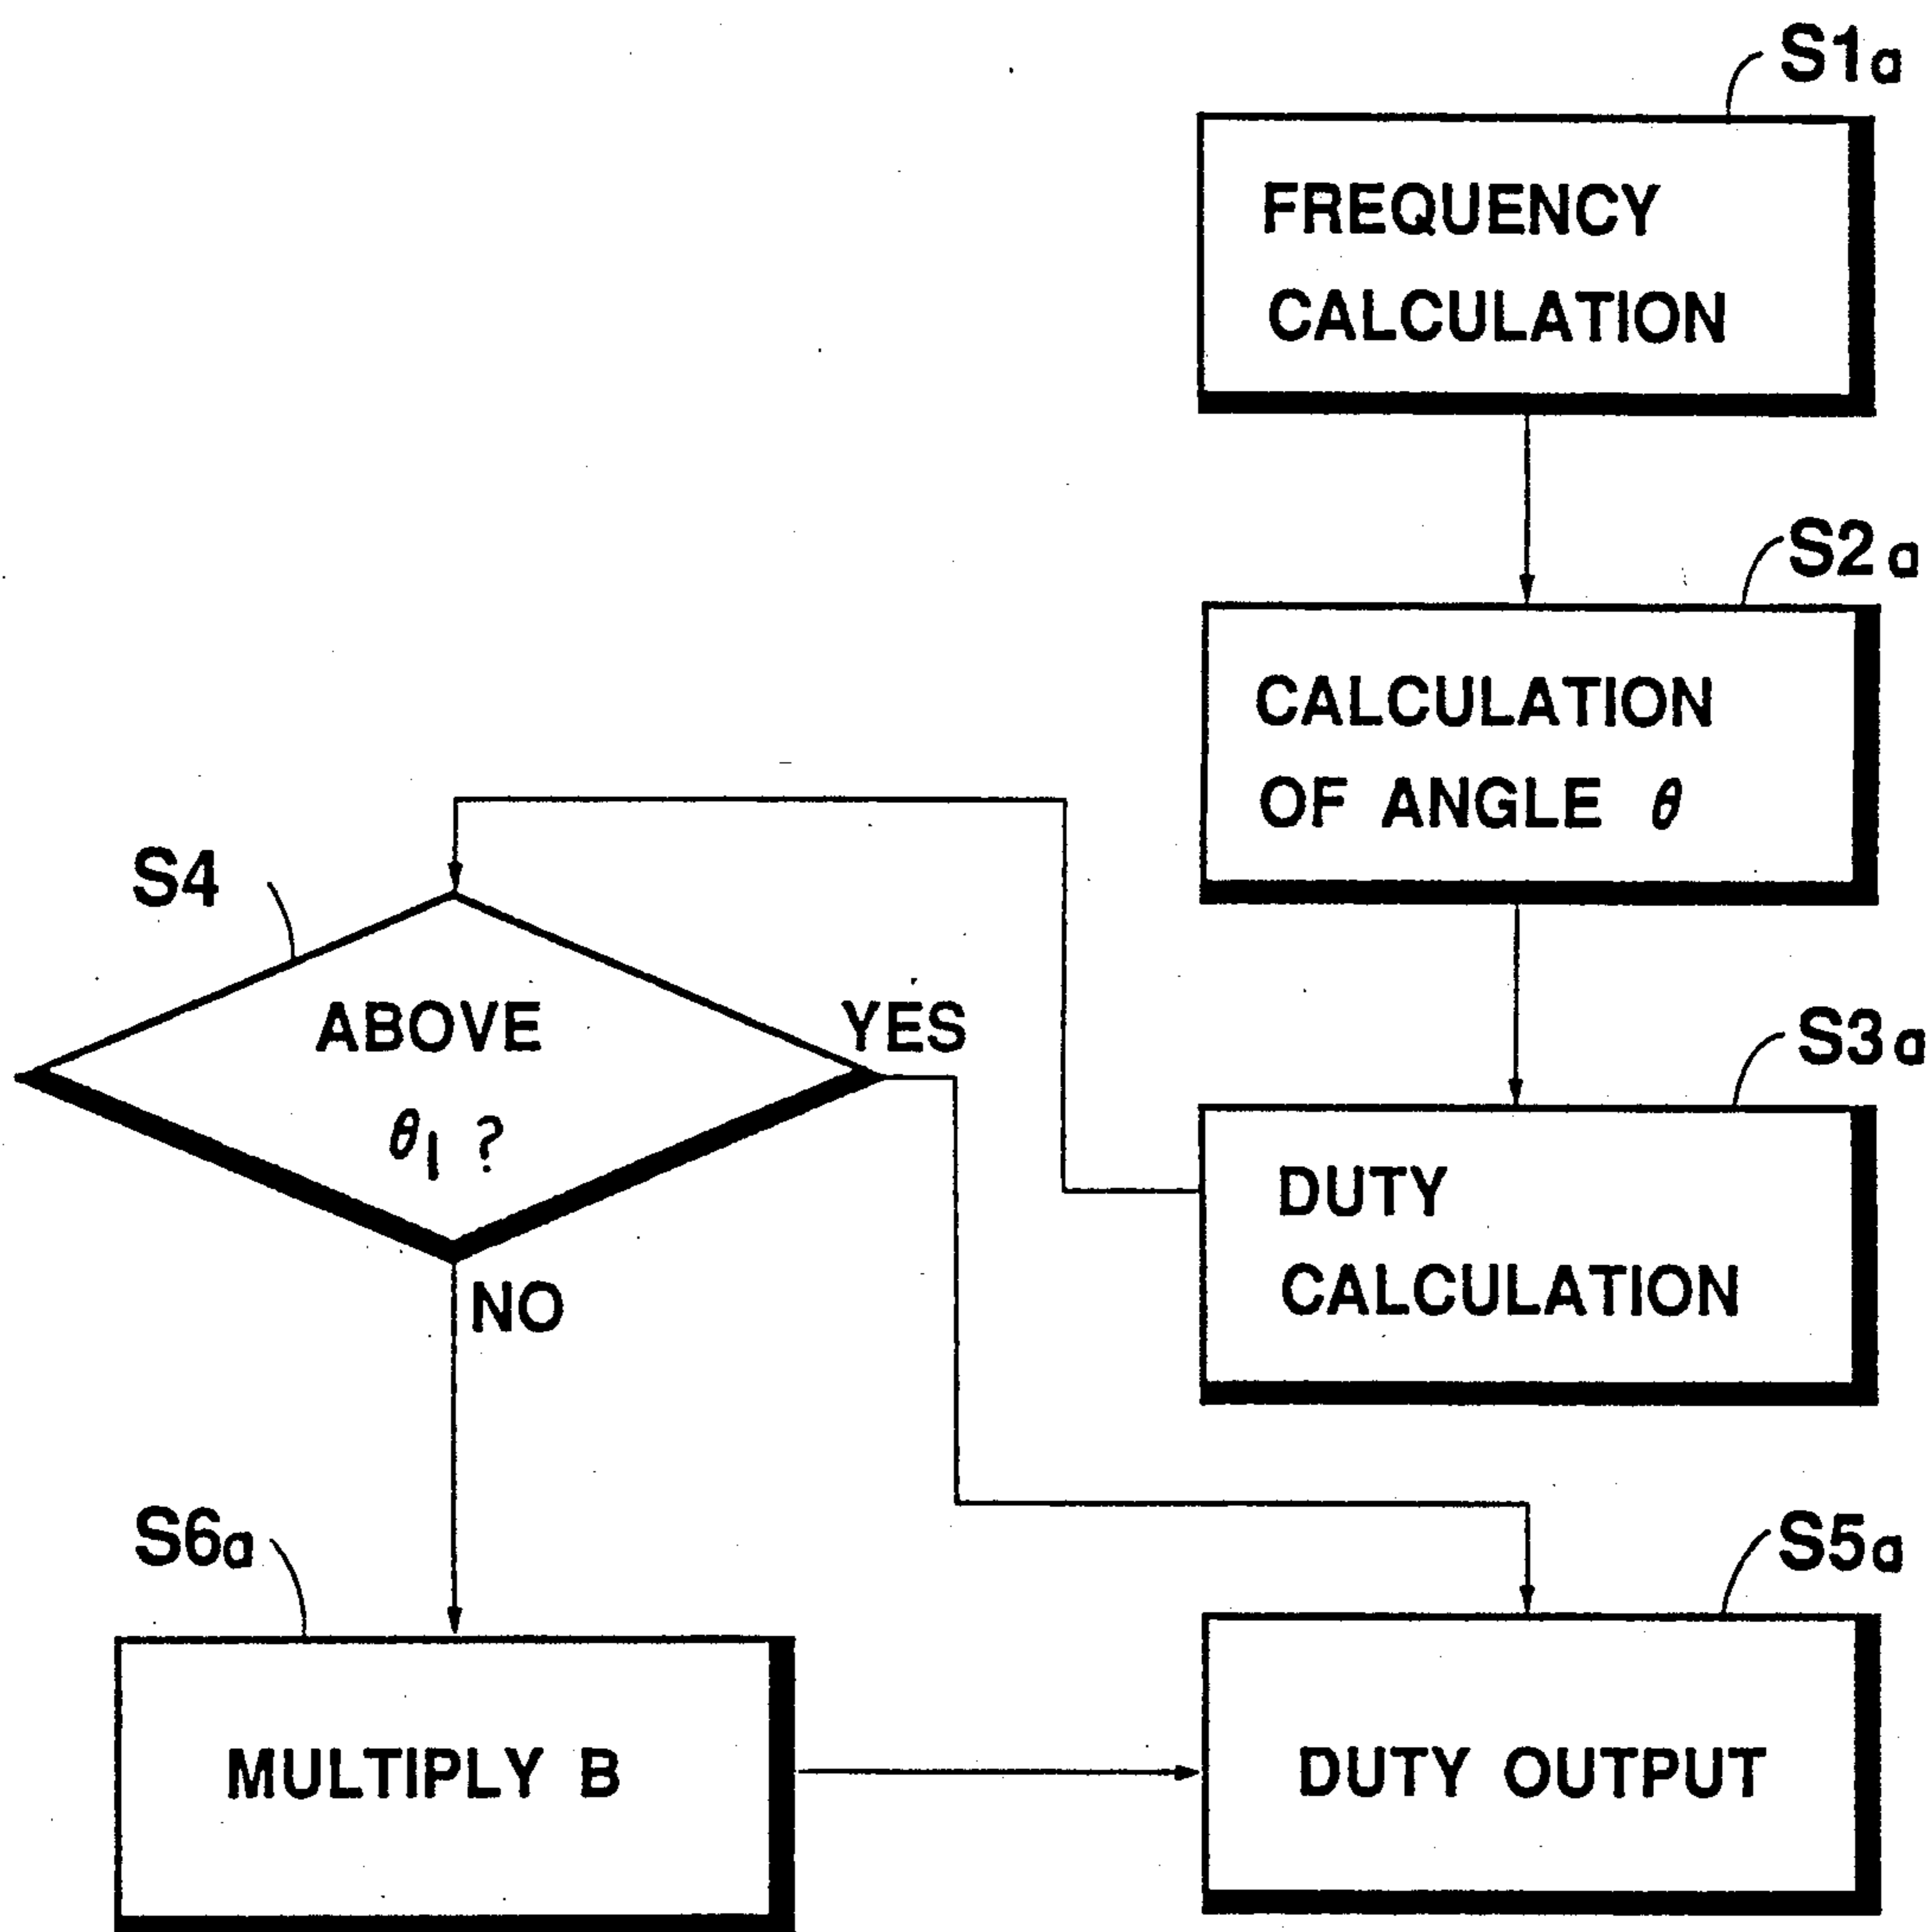 S1a
FREQUENCY
CALCULATION
S2a
CALCULATION
OF ANGLE θ
S3a
DUTY
CALCULATION
S4
ABOVE
θ1 ?
YES
NO
S6a
MULTIPLY B
S5a
DUTY OUTPUT